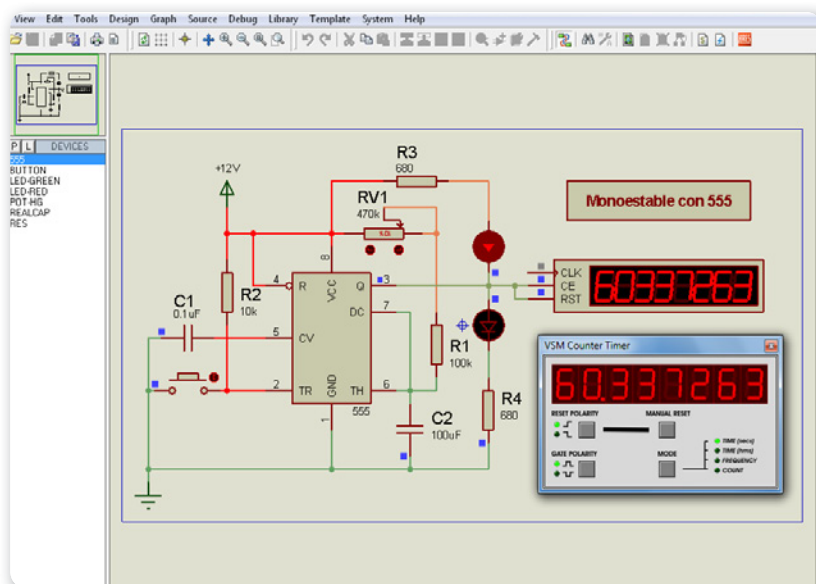 View Edit Tools Design Graph Source Debug Library Template System Help
P L DEVICES
555
BUTTON
LED-GREEN
LED-RED
POT-HG
REALCAP
RES
+12V
R3
680
RV1
470k
Monoestable con 555
R2
10k
C1
0.1uF
8
VCC
4
R
Q
3
DC
7
5
CV
2
TR
GND
TH
6
1
555
R1
100k
C2
100uF
R4
680
CLK
CE
RST
60337263
VSM Counter Timer
60.337263
RESET POLARITY
MANUAL RESET
GATE POLARITY
MODE
TIME (secs)
TIME (hms)
FREQUENCY
COUNT